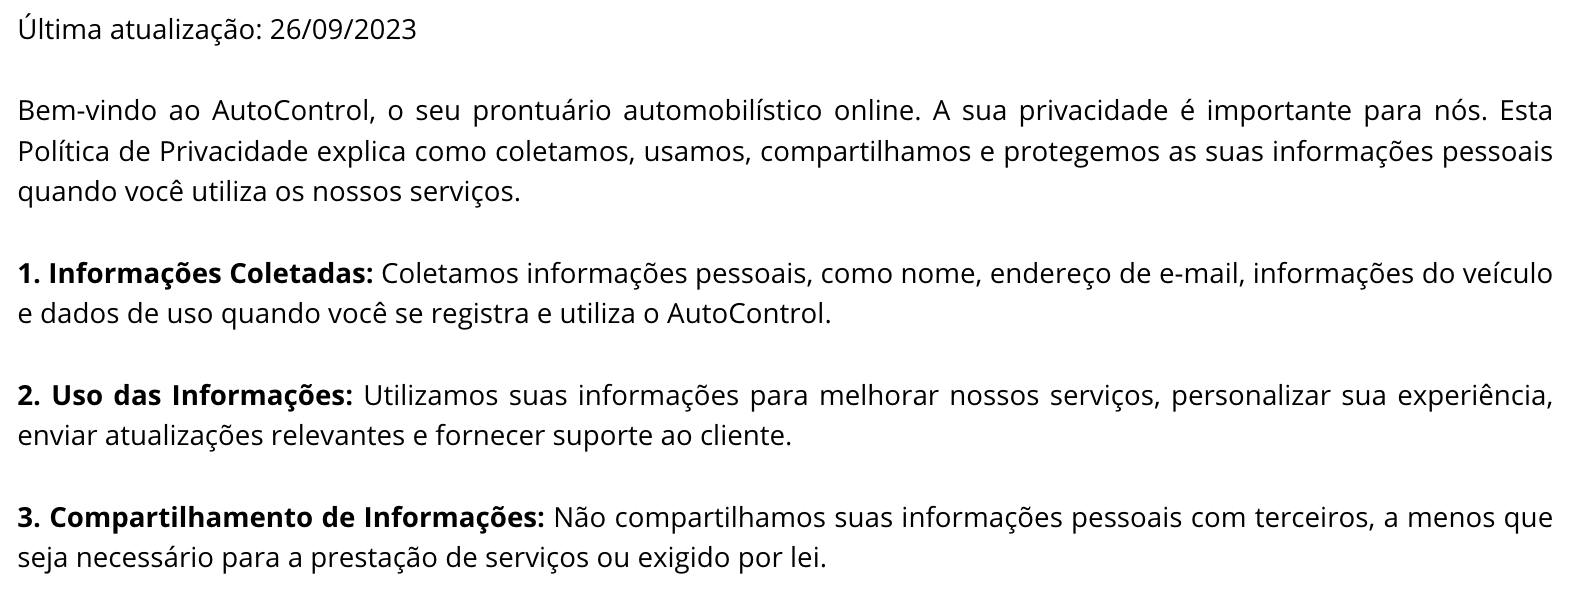 Última atualização: 26/09/2023
Bem-vindo ao AutoControl, o seu prontuário automobilístico online. A sua privacidade é importante para nós. Esta
Política de Privacidade explica como coletamos, usamos, compartilhamos e protegemos as suas informações pessoais
quando você utiliza os nossos serviços.
1. Informações Coletadas: Coletamos informações pessoais, como nome, endereço de e-mail, informações do veículo
e dados de uso quando você se registra e utiliza o AutoControl.
2. Uso das Informações: Utilizamos suas informações para melhorar nossos serviços, personalizar sua experiência,
enviar atualizações relevantes e fornecer suporte ao cliente.
3. Compartilhamento de Informações: Não compartilhamos suas informações pessoais com terceiros, a menos que
seja necessário para a prestação de serviços ou exigido por lei.